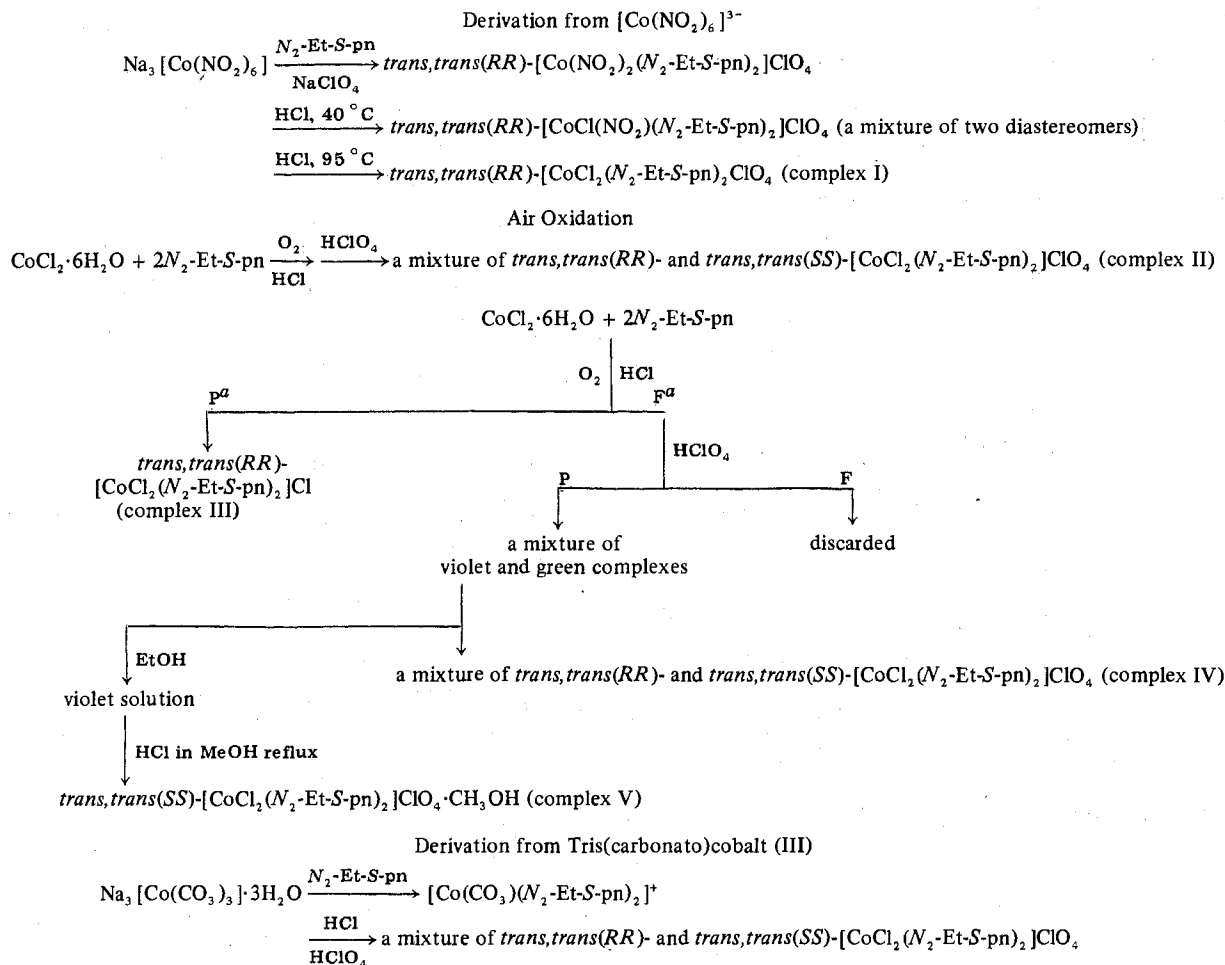 Derivation from [Co(NO₂)₆]³⁻
Na₃[Co(NO₂)₆] N₂-Et-S-pn NaClO₄ trans,trans(RR)-[Co(NO₂)₂(N₂-Et-S-pn)₂]ClO₄
HCl, 40 °C trans,trans(RR)-[CoCl(NO₂)(N₂-Et-S-pn)₂]ClO₄ (a mixture of two diastereomers)
HCl, 95 °C trans,trans(RR)-[CoCl₂(N₂-Et-S-pn)₂ClO₄ (complex I)
Air Oxidation
CoCl₂·6H₂O + 2N₂-Et-S-pn O₂ HCl HClO₄ a mixture of trans,trans(RR)- and trans,trans(SS)-[CoCl₂(N₂-Et-S-pn)₂]ClO₄ (complex II)
CoCl₂·6H₂O + 2N₂-Et-S-pn
O₂ HCl
Pᵃ Fᵃ
trans,trans(RR)-
[CoCl₂(N₂-Et-S-pn)₂]Cl
(complex III)
HClO₄
P F
a mixture of
violet and green complexes
discarded
EtOH
violet solution
a mixture of trans,trans(RR)- and trans,trans(SS)-[CoCl₂(N₂-Et-S-pn)₂]ClO₄ (complex IV)
HCl in MeOH reflux
trans,trans(SS)-[CoCl₂(N₂-Et-S-pn)₂]ClO₄·CH₃OH (complex V)
Derivation from Tris(carbonato)cobalt (III)
Na₃[Co(CO₃)₃]·3H₂O N₂-Et-S-pn [Co(CO₃)(N₂-Et-S-pn)₂]⁺
HCl HClO₄ a mixture of trans,trans(RR)- and trans,trans(SS)-[CoCl₂(N₂-Et-S-pn)₂]ClO₄